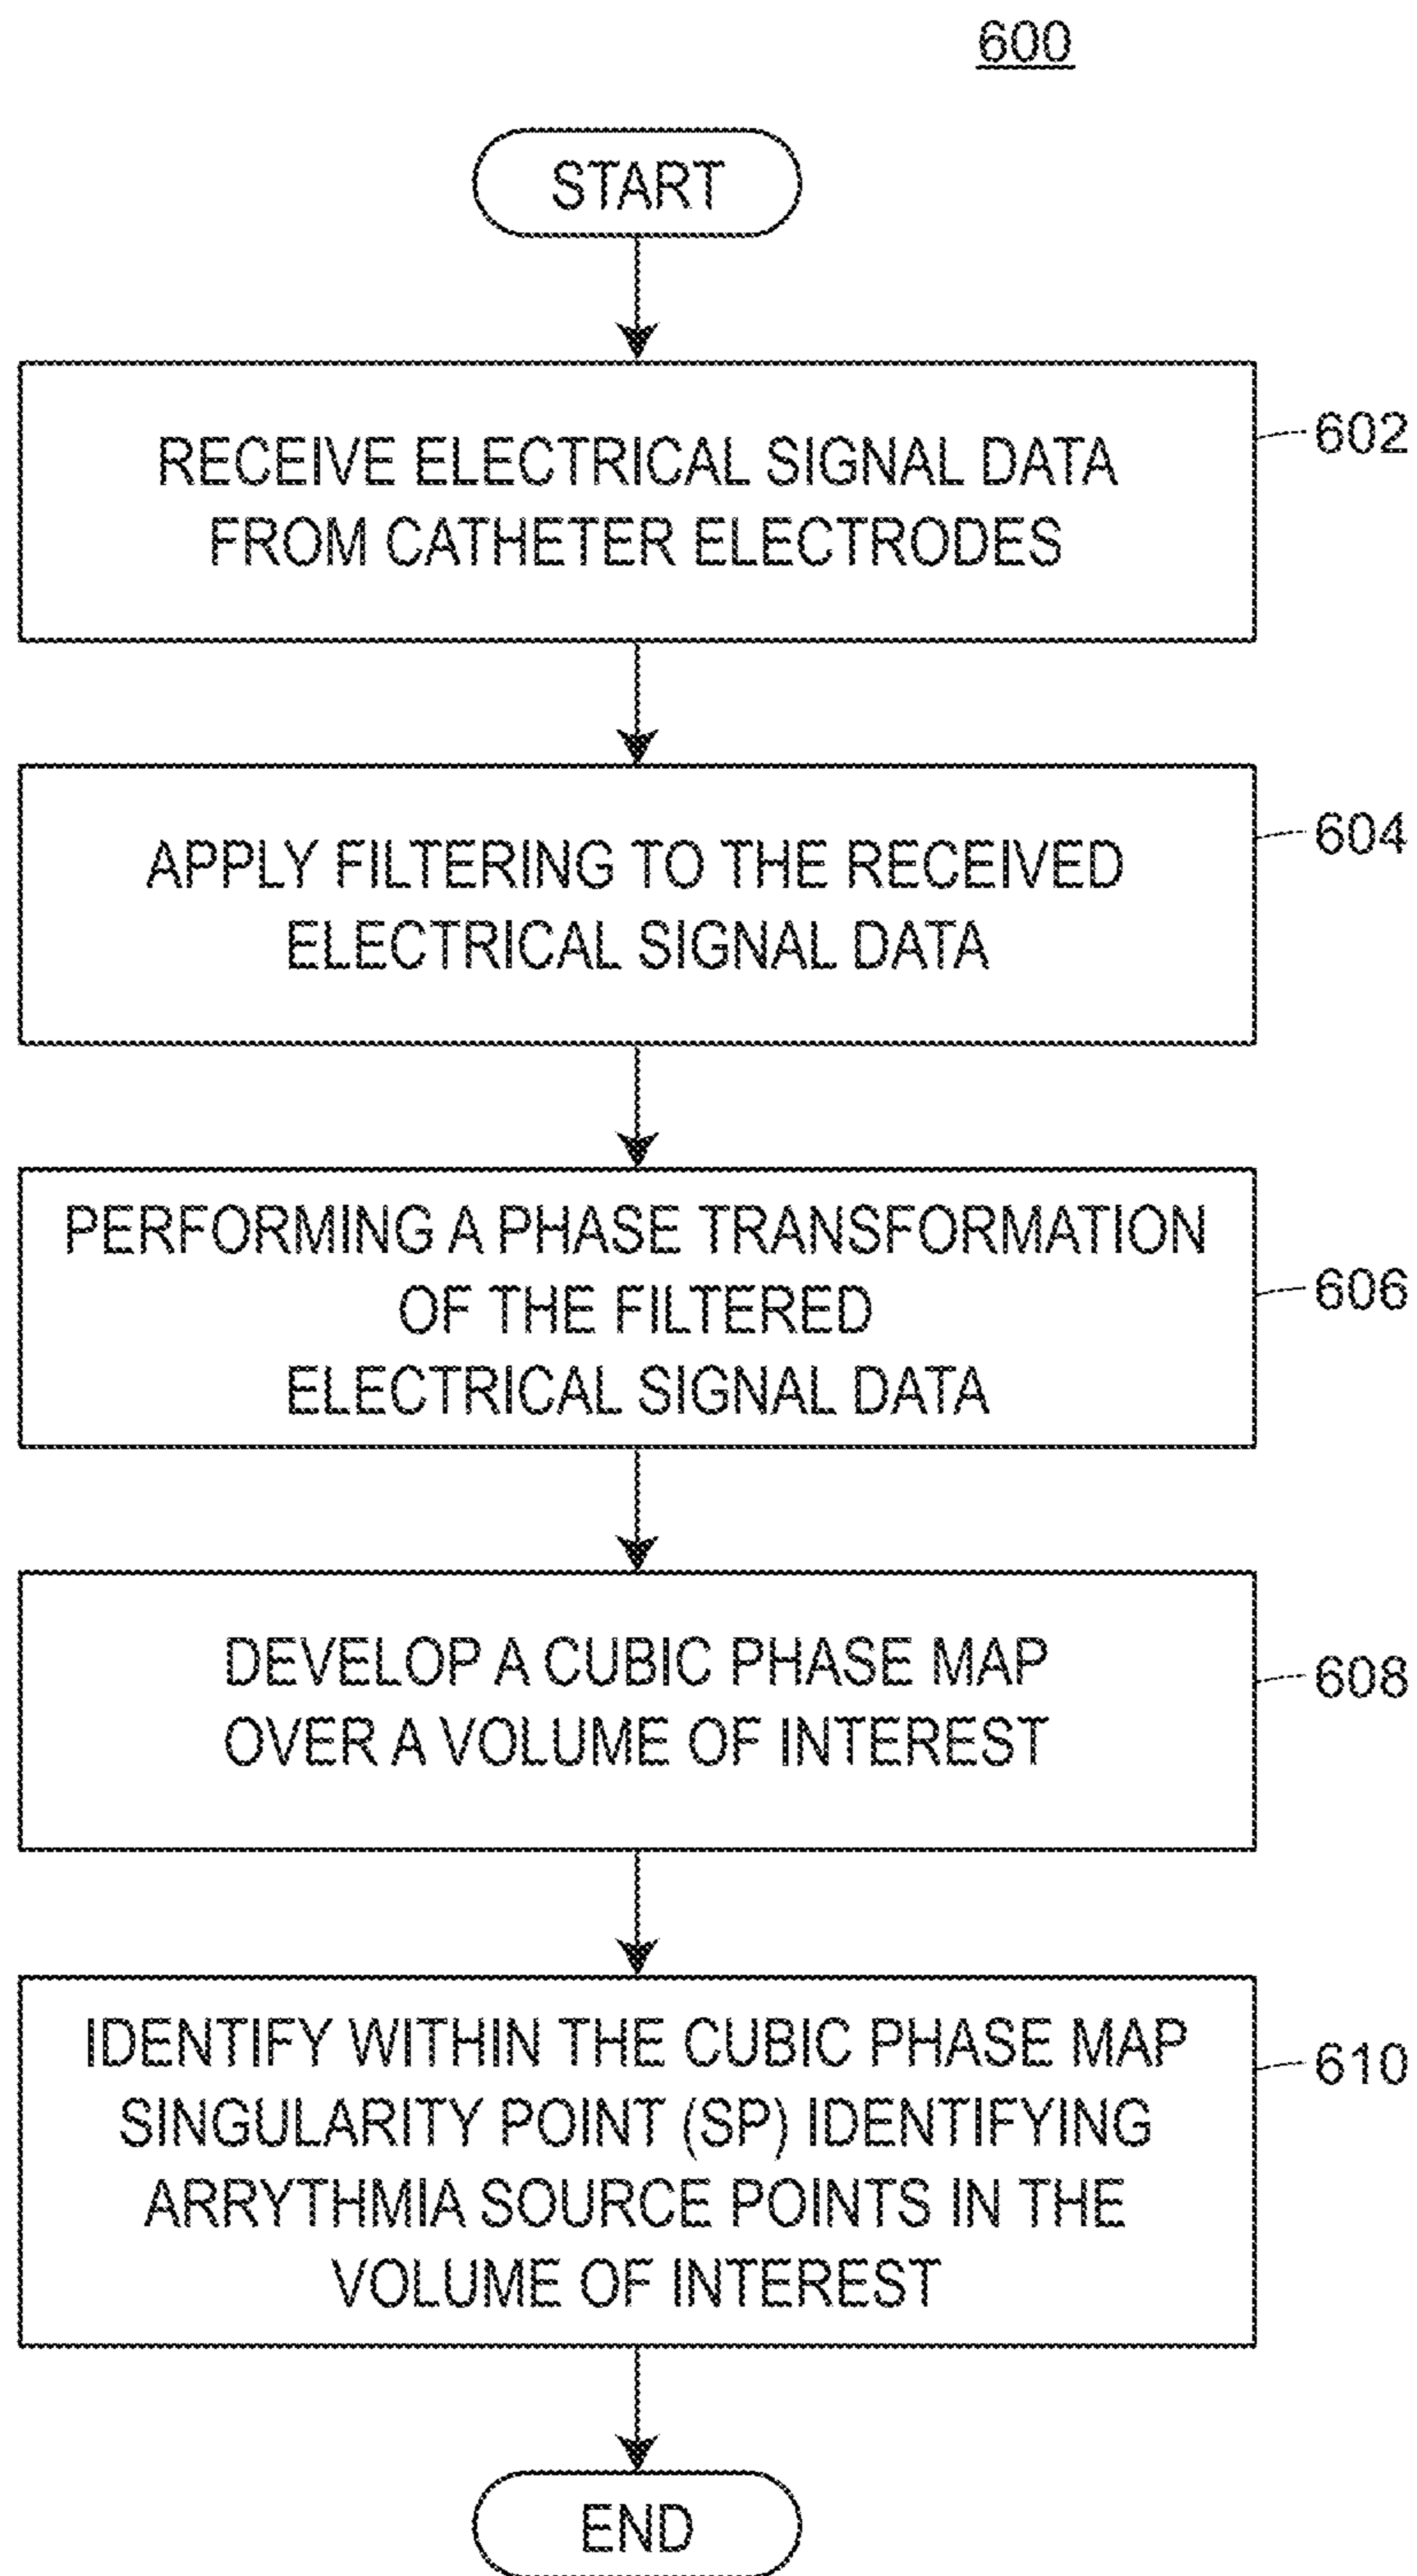 600
START
RECEIVE ELECTRICAL SIGNAL DATA
FROM CATHETER ELECTRODES
602
APPLY FILTERING TO THE RECEIVED
ELECTRICAL SIGNAL DATA
604
PERFORMING A PHASE TRANSFORMATION
OF THE FILTERED
ELECTRICAL SIGNAL DATA
606
DEVELOP A CUBIC PHASE MAP
OVER A VOLUME OF INTEREST
608
IDENTIFY WITHIN THE CUBIC PHASE MAP
SINGULARITY POINT (SP) IDENTIFYING
ARRYTHMIA SOURCE POINTS IN THE
VOLUME OF INTEREST
610
END